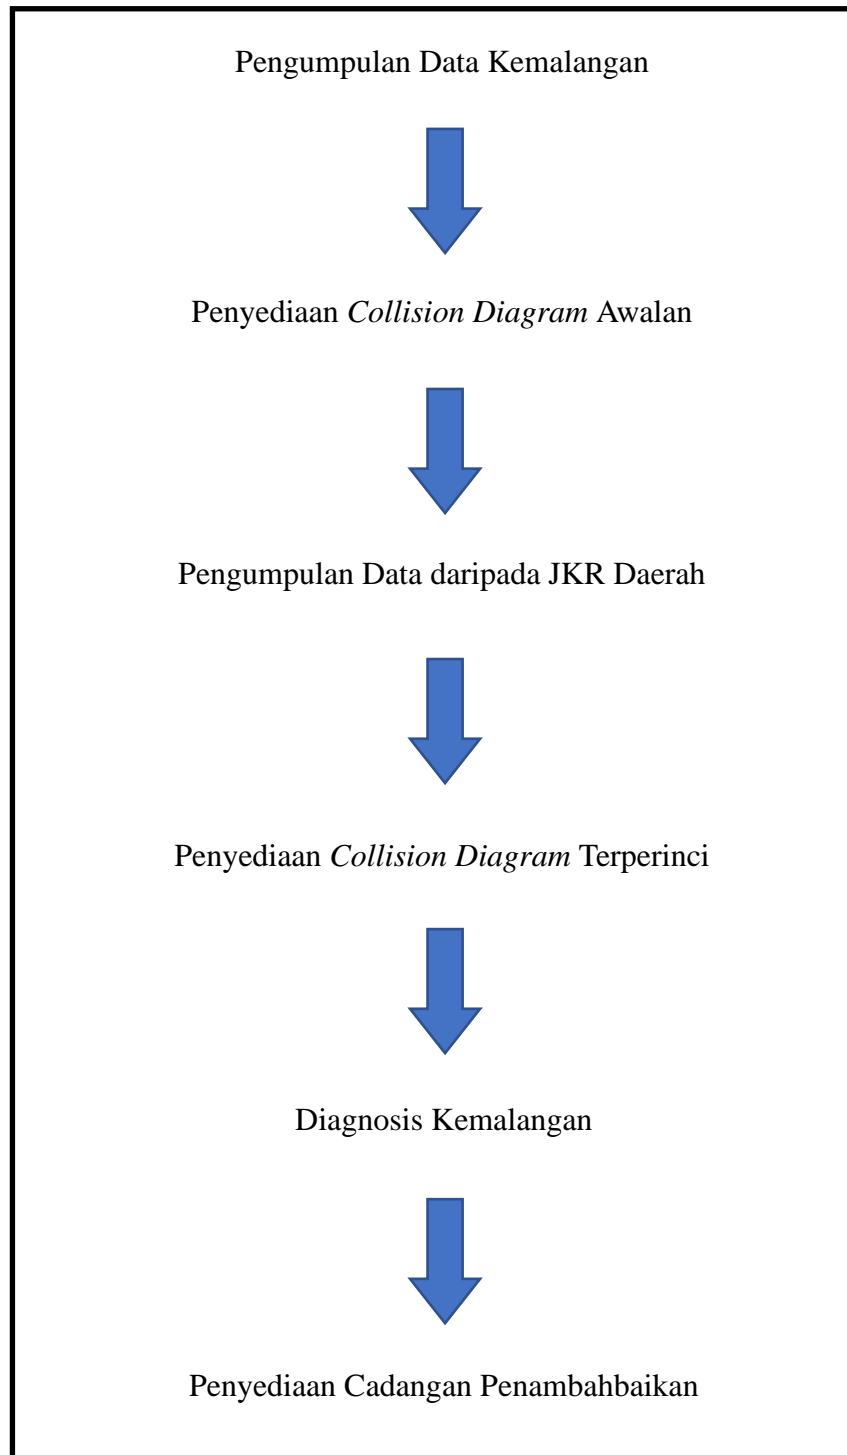 Pengumpulan Data Kemalangan
Penyediaan Collision Diagram Awalan
Pengumpulan Data daripada JKR Daerah
Penyediaan Collision Diagram Terperinci
Diagnosis Kemalangan
Penyediaan Cadangan Penambahbaikan